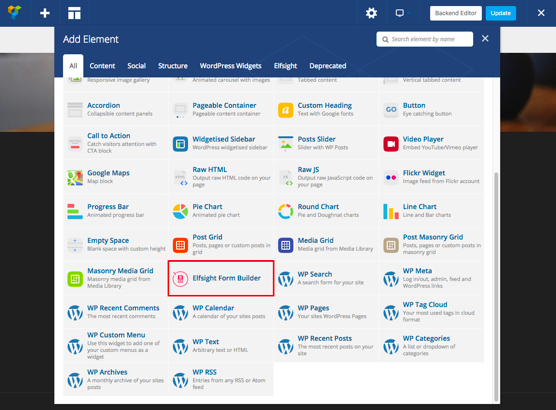 Backend Editor
Update
Add Element
Search element by name
All
Content
Social
Structure
WordPress Widgets
Elfsight
Deprecated
Responsive image gallery
Animated carousel with images
Tabbed content
Vertical tabbed content
Accordion
Collapsible content panels
Pageable Container
Pageable content container
Custom Heading
Text with Google fonts
Button
Eye catching button
GO
Call to Action
Catch visitors attention with
CTA block
Widgetised Sidebar
WordPress widgetised sidebar
Posts Slider
Slider with WP Posts
Video Player
Embed YouTube/Vimeo player
Google Maps
Map block
Raw HTML
Output raw HTML code on your
page
Raw JS
Output raw JavaScript code on
your page
Flickr Widget
Image feed from Flickr account
Progress Bar
Animated progress bar
Pie Chart
Animated pie chart
Round Chart
Pie and Doughnat charts
Line Chart
Line and Bar charts
Empty Space
Blank space with custom height
Post Grid
Posts, pages or custom posts in
grid
Media Grid
Media grid from Media Library
Post Masonry Grid
Posts, pages or custom posts in
masonry grid
Masonry Media Grid
Masonry media grid from
Media Library
Elfsight Form Builder
WP Search
A search form for your site
WP Meta
Log in/out, admin, feed and
WordPress links
WP Recent Comments
The most recent comments
WP Calendar
A calendar of your sites posts
WP Pages
Your sites WordPress Pages
WP Tag Cloud
Your most used tags in cloud
format
WP Custom Menu
Use this widget to add one of
your custom menus as a
widget
WP Text
Arbitrary text or HTML
WP Recent Posts
The most recent posts on your
site
WP Categories
A list or dropdown of
categories
WP Archives
A monthly archive of your sites
posts
WP RSS
Entries from any RSS or Atom
feed